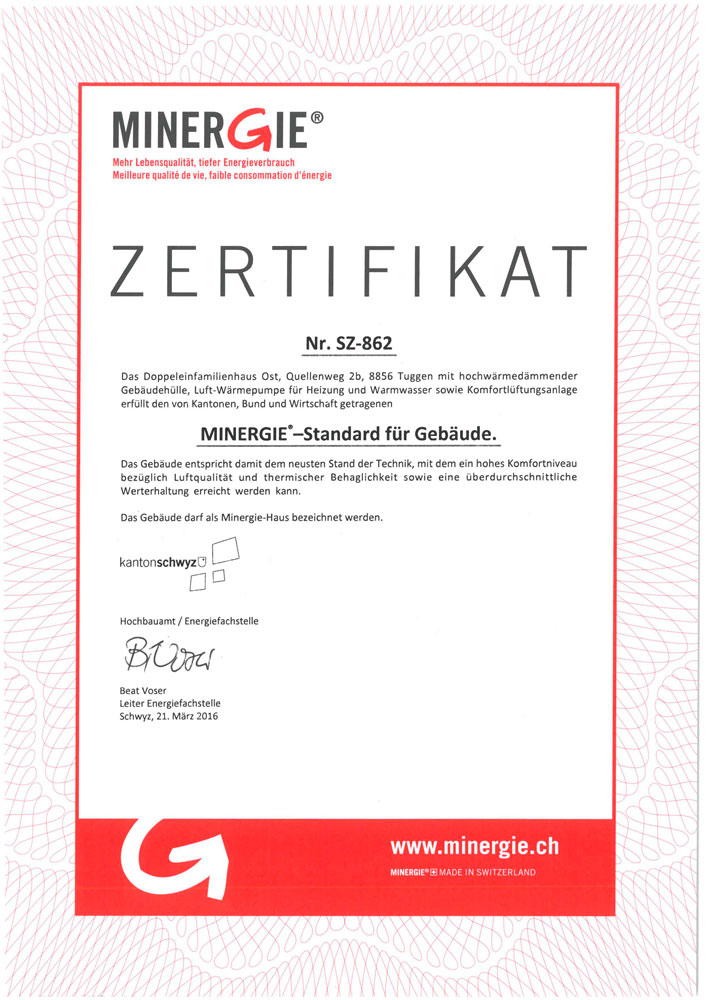 MINERGIE®
Mehr Lebensqualität, tiefer Energieverbrauch
Meilleure qualité de vie, faible consommation d'énergie
ZERTIFIKAT
Nr. SZ-862
Das Doppeleinfamilienhaus Ost, Quellenweg 2b, 8856 Tuggen mit hochwärmedämmender
Gebäudehülle, Luft-Wärmepumpe für Heizung und Warmwasser sowie Komfortlüftungsanlage
erfüllt den von Kantonen, Bund und Wirtschaft getragenen
MINERGIE®–Standard für Gebäude.
Das Gebäude entspricht damit dem neusten Stand der Technik, mit dem ein hohes Komfortniveau
bezüglich Luftqualität und thermischer Behaglichkeit sowie eine überdurchschnittliche
Werterhaltung erreicht werden kann.
Das Gebäude darf als Minergie-Haus bezeichnet werden.
kantonschwyz
Hochbauamt / Energiefachstelle
B. Voser
Beat Voser
Leiter Energiefachstelle
Schwyz, 21. März 2016
www.minergie.ch
MINERGIE® MADE IN SWITZERLAND